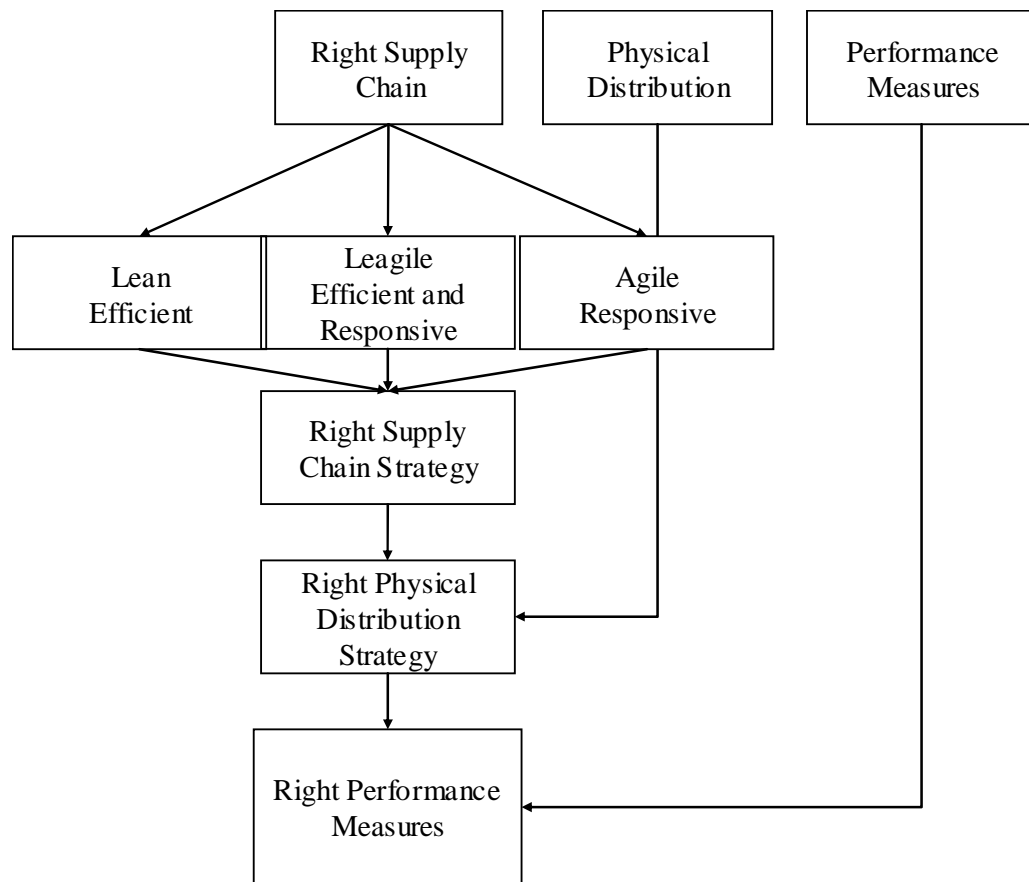 Right Supply
Chain
Physical
Distribution
Performance
Measures
Lean
Efficient
Leagile
Efficient and
Responsive
Agile
Responsive
Right Supply
Chain Strategy
Right Physical
Distribution
Strategy
Right Performance
Measures